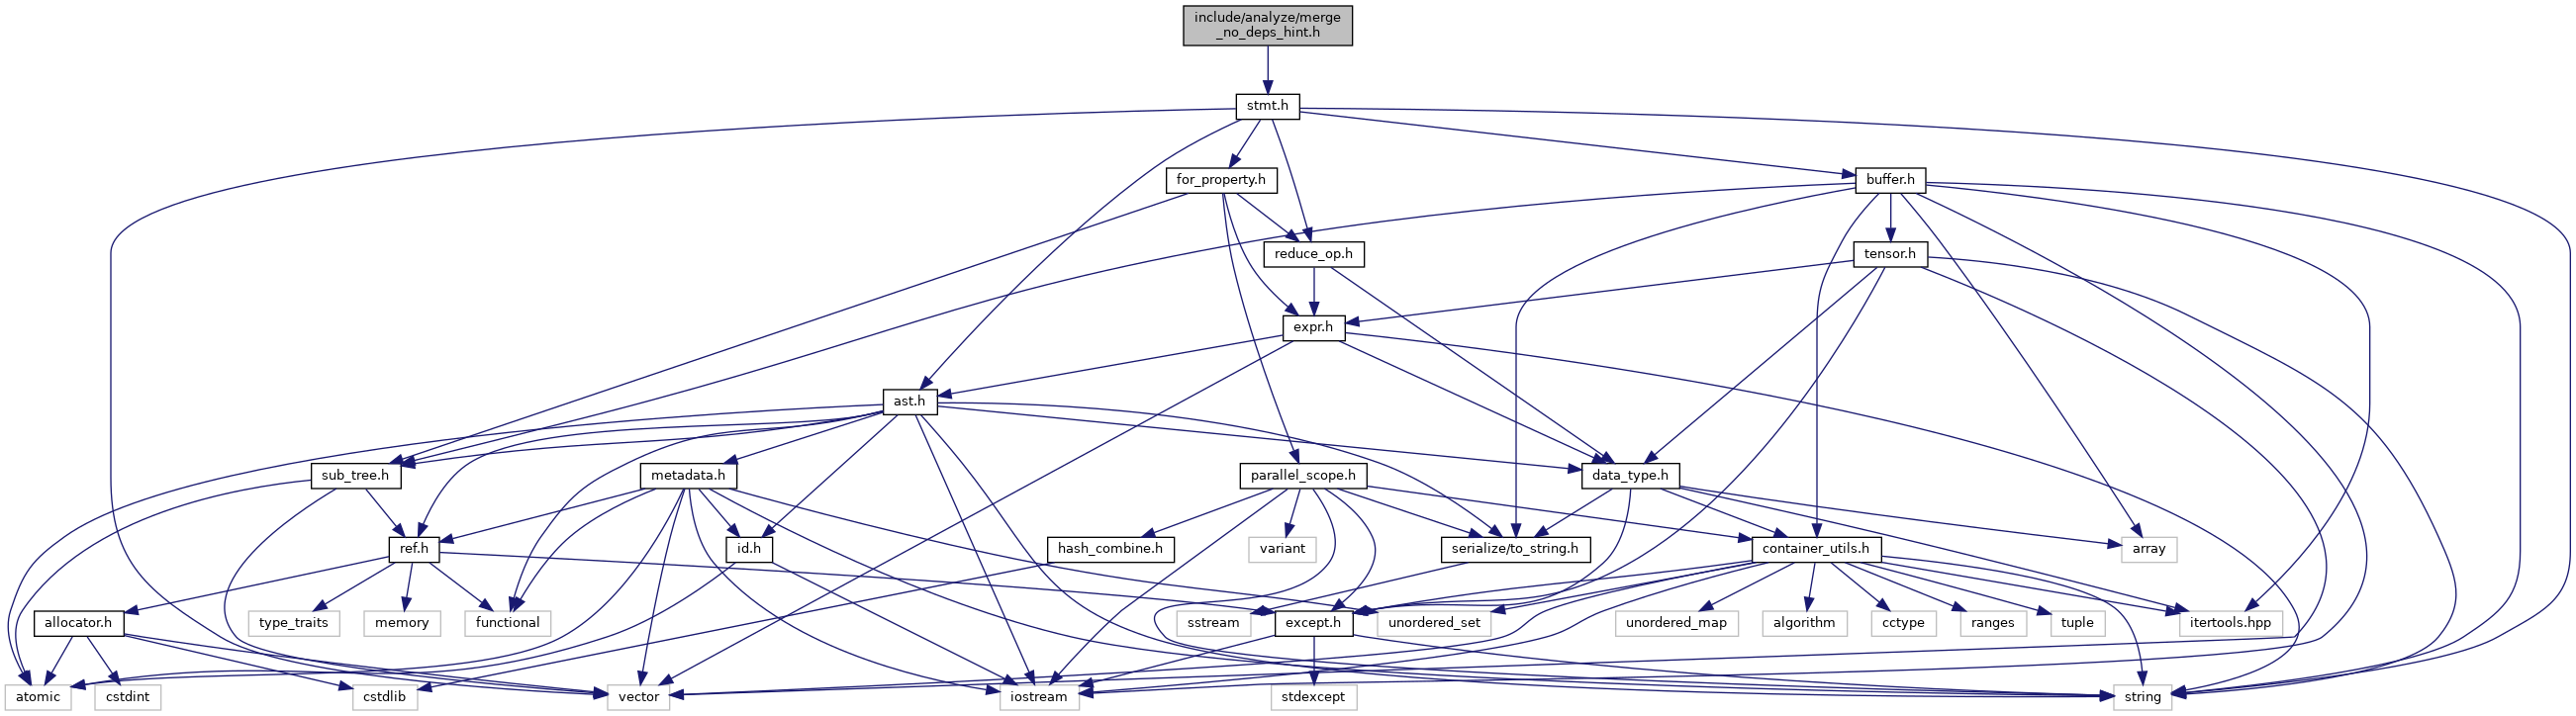 include/analyze/merge
_no_deps_hint.h
stmt.h
for_property.h
buffer.h
reduce_op.h
tensor.h
expr.h
ast.h
sub_tree.h
metadata.h
parallel_scope.h
data_type.h
ref.h
id.h
hash_combine.h
variant
serialize/to_string.h
container_utils.h
array
allocator.h
type_traits
memory
functional
sstream
except.h
unordered_set
unordered_map
algorithm
cctype
ranges
tuple
itertools.hpp
atomic
cstdint
cstdlib
vector
iostream
stdexcept
string